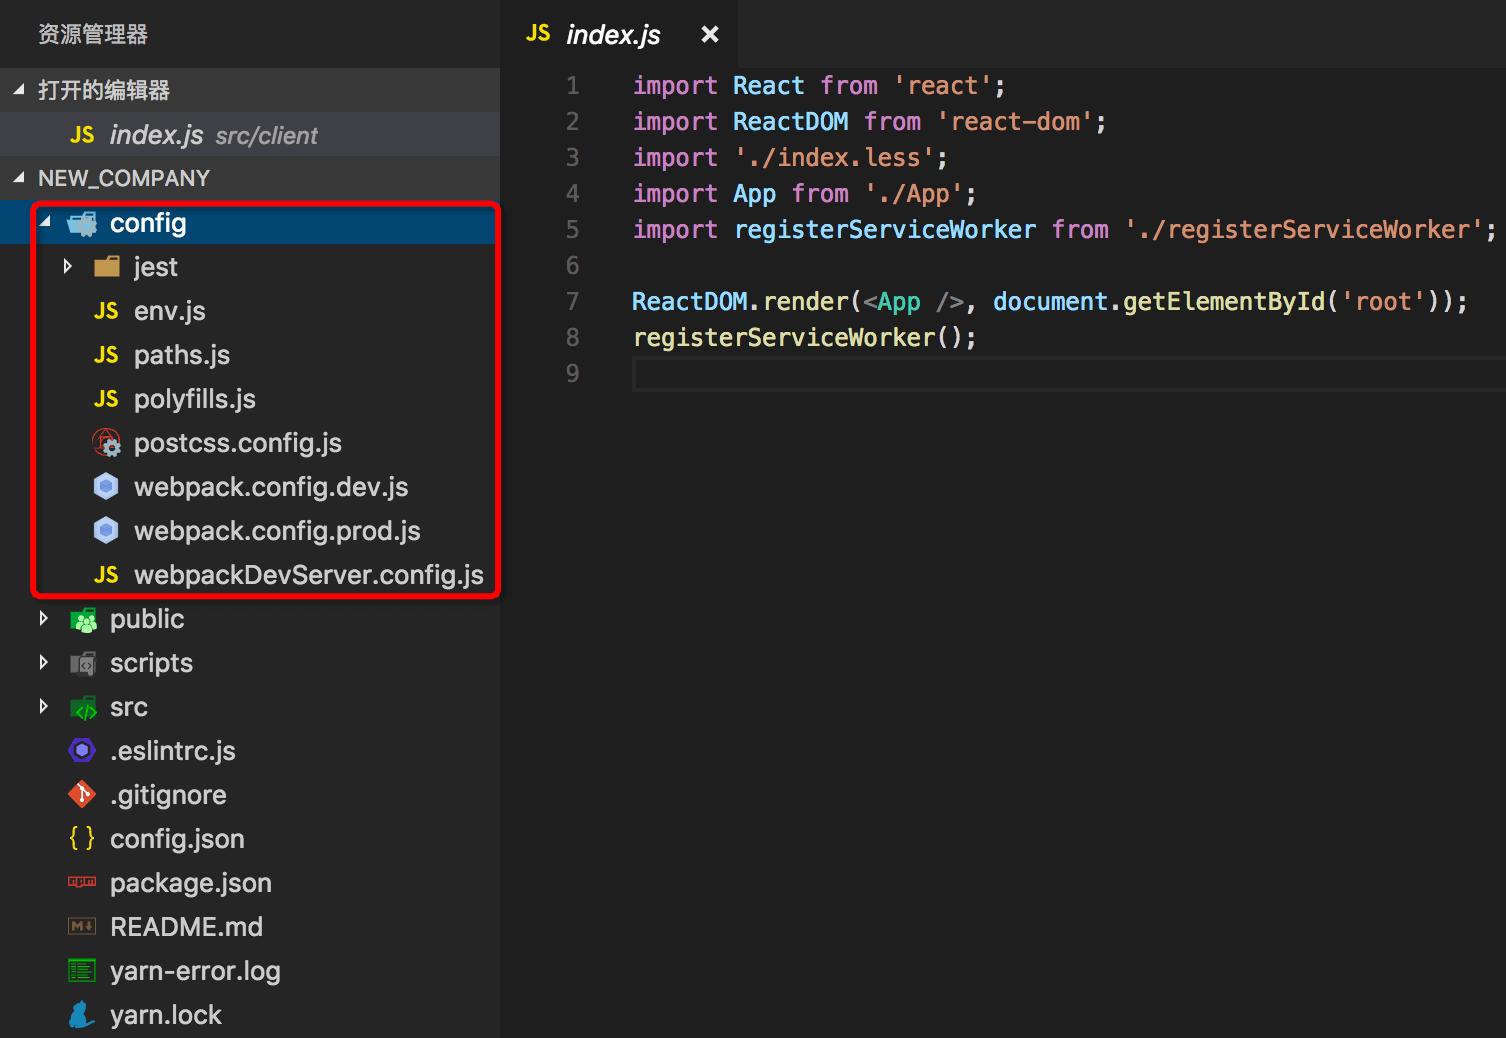 资源管理器
打开的编辑器
JS index.js src/client
NEW_COMPANY
config
jest
JS env.js
JS paths.js
JS polyfills.js
postcss.config.js
webpack.config.dev.js
webpack.config.prod.js
JS webpackDevServer.config.js
public
scripts
src
.eslintrc.js
.gitignore
{ } config.json
package.json
README.md
yarn-error.log
yarn.lock
JS index.js ×
1 import React from 'react';
2 import ReactDOM from 'react-dom';
3 import './index.less';
4 import App from './App';
5 import registerServiceWorker from './registerServiceWorker';
6
7 ReactDOM.render(<App />, document.getElementById('root'));
8 registerServiceWorker();
9